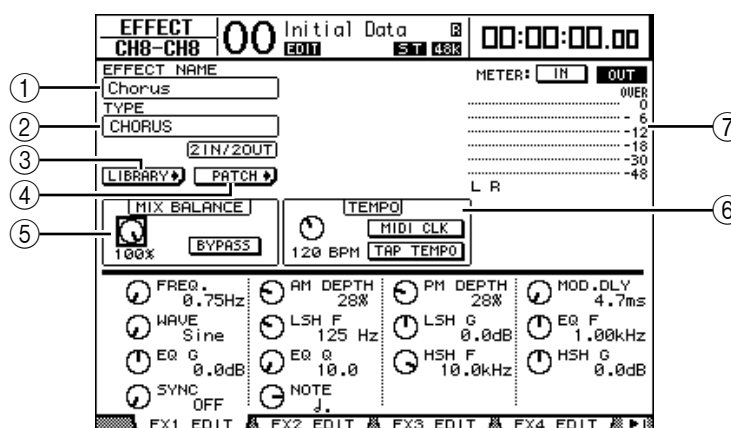 EFFECT
CH8-CH8
00 Initial Data R
EDIT ST 48K
00:00:00.00
EFFECT NAME
METER: IN OUT
1
Chorus
OVER
0
TYPE
- 6
2
CHORUS
-12
7
2IN/2OUT
-18
3
-30
LIBRARY PATCH
-48
4
L R
MIX BALANCE
TEMPO
6
5
100% BYPASS
MIDI CLK
120 BPM TAP TEMPO
FREQ. 0.75Hz
AM DEPTH 28%
PM DEPTH 28%
MOD.DLY 4.7ms
WAVE Sine
LSH F 125 Hz
LSH G 0.0dB
EQ F 1.00kHz
EQ G 0.0dB
EQ Q 10.0
HSH F 10.0kHz
HSH G 0.0dB
SYNC OFF
NOTE
FX1 EDIT FX2 EDIT FX3 EDIT FX4 EDIT